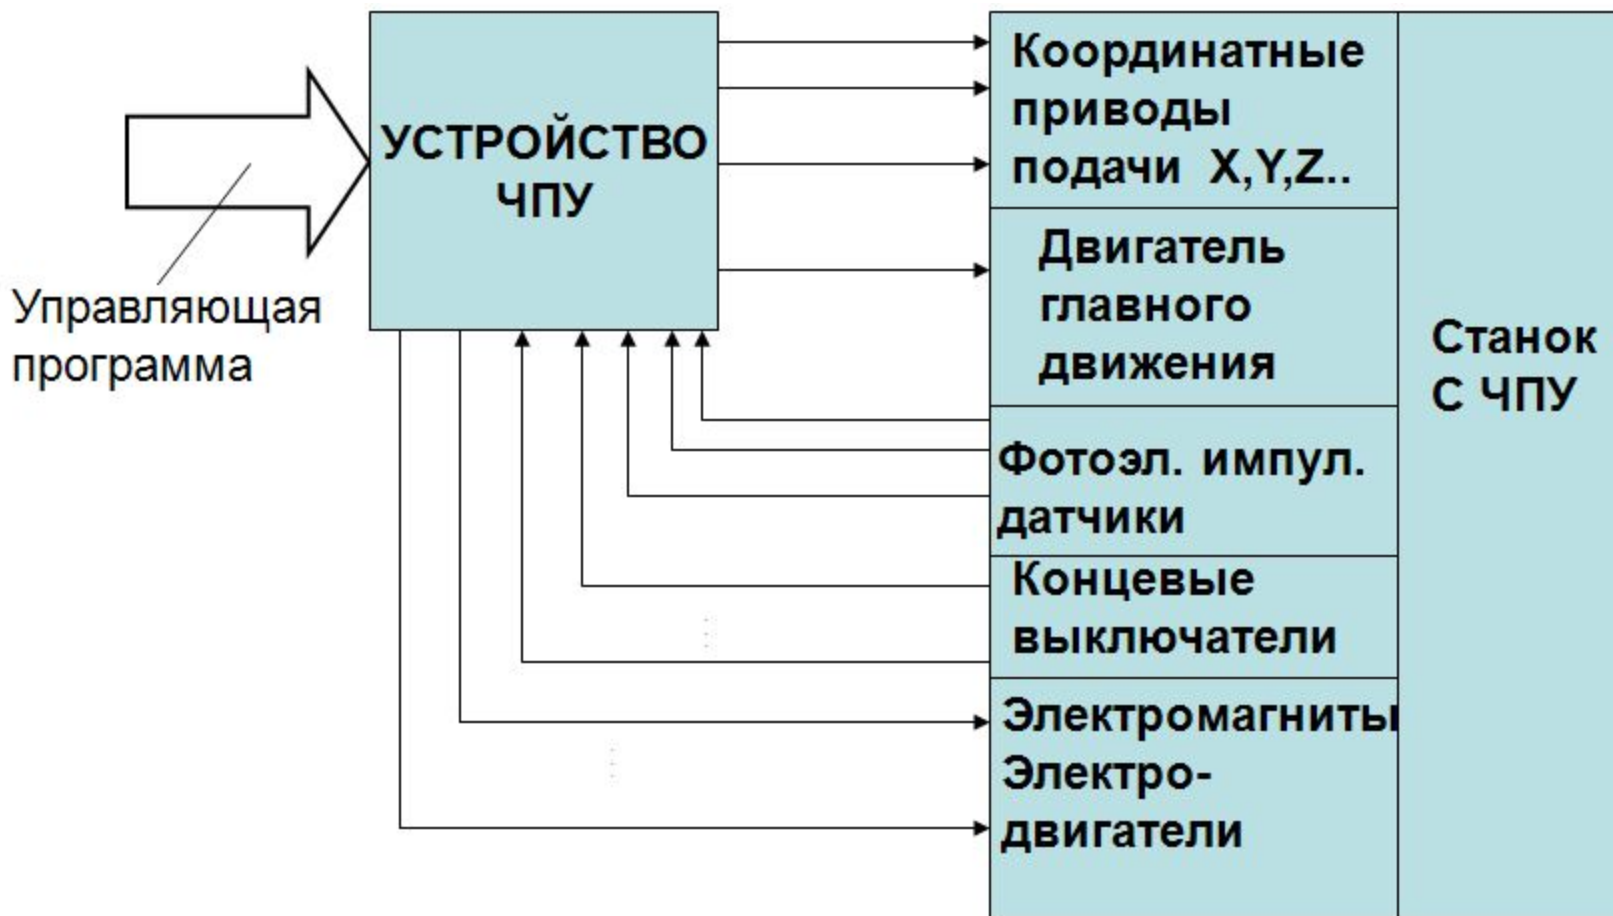 УСТРОЙСТВО
ЧПУ
Управляющая
программа
Координатные
приводы
подачи X,Y,Z..
Двигатель
главного
движения
Фотоэл. импул.
датчики
Концевые
выключатели
Электромагниты
Электро-
двигатели
Станок
С ЧПУ